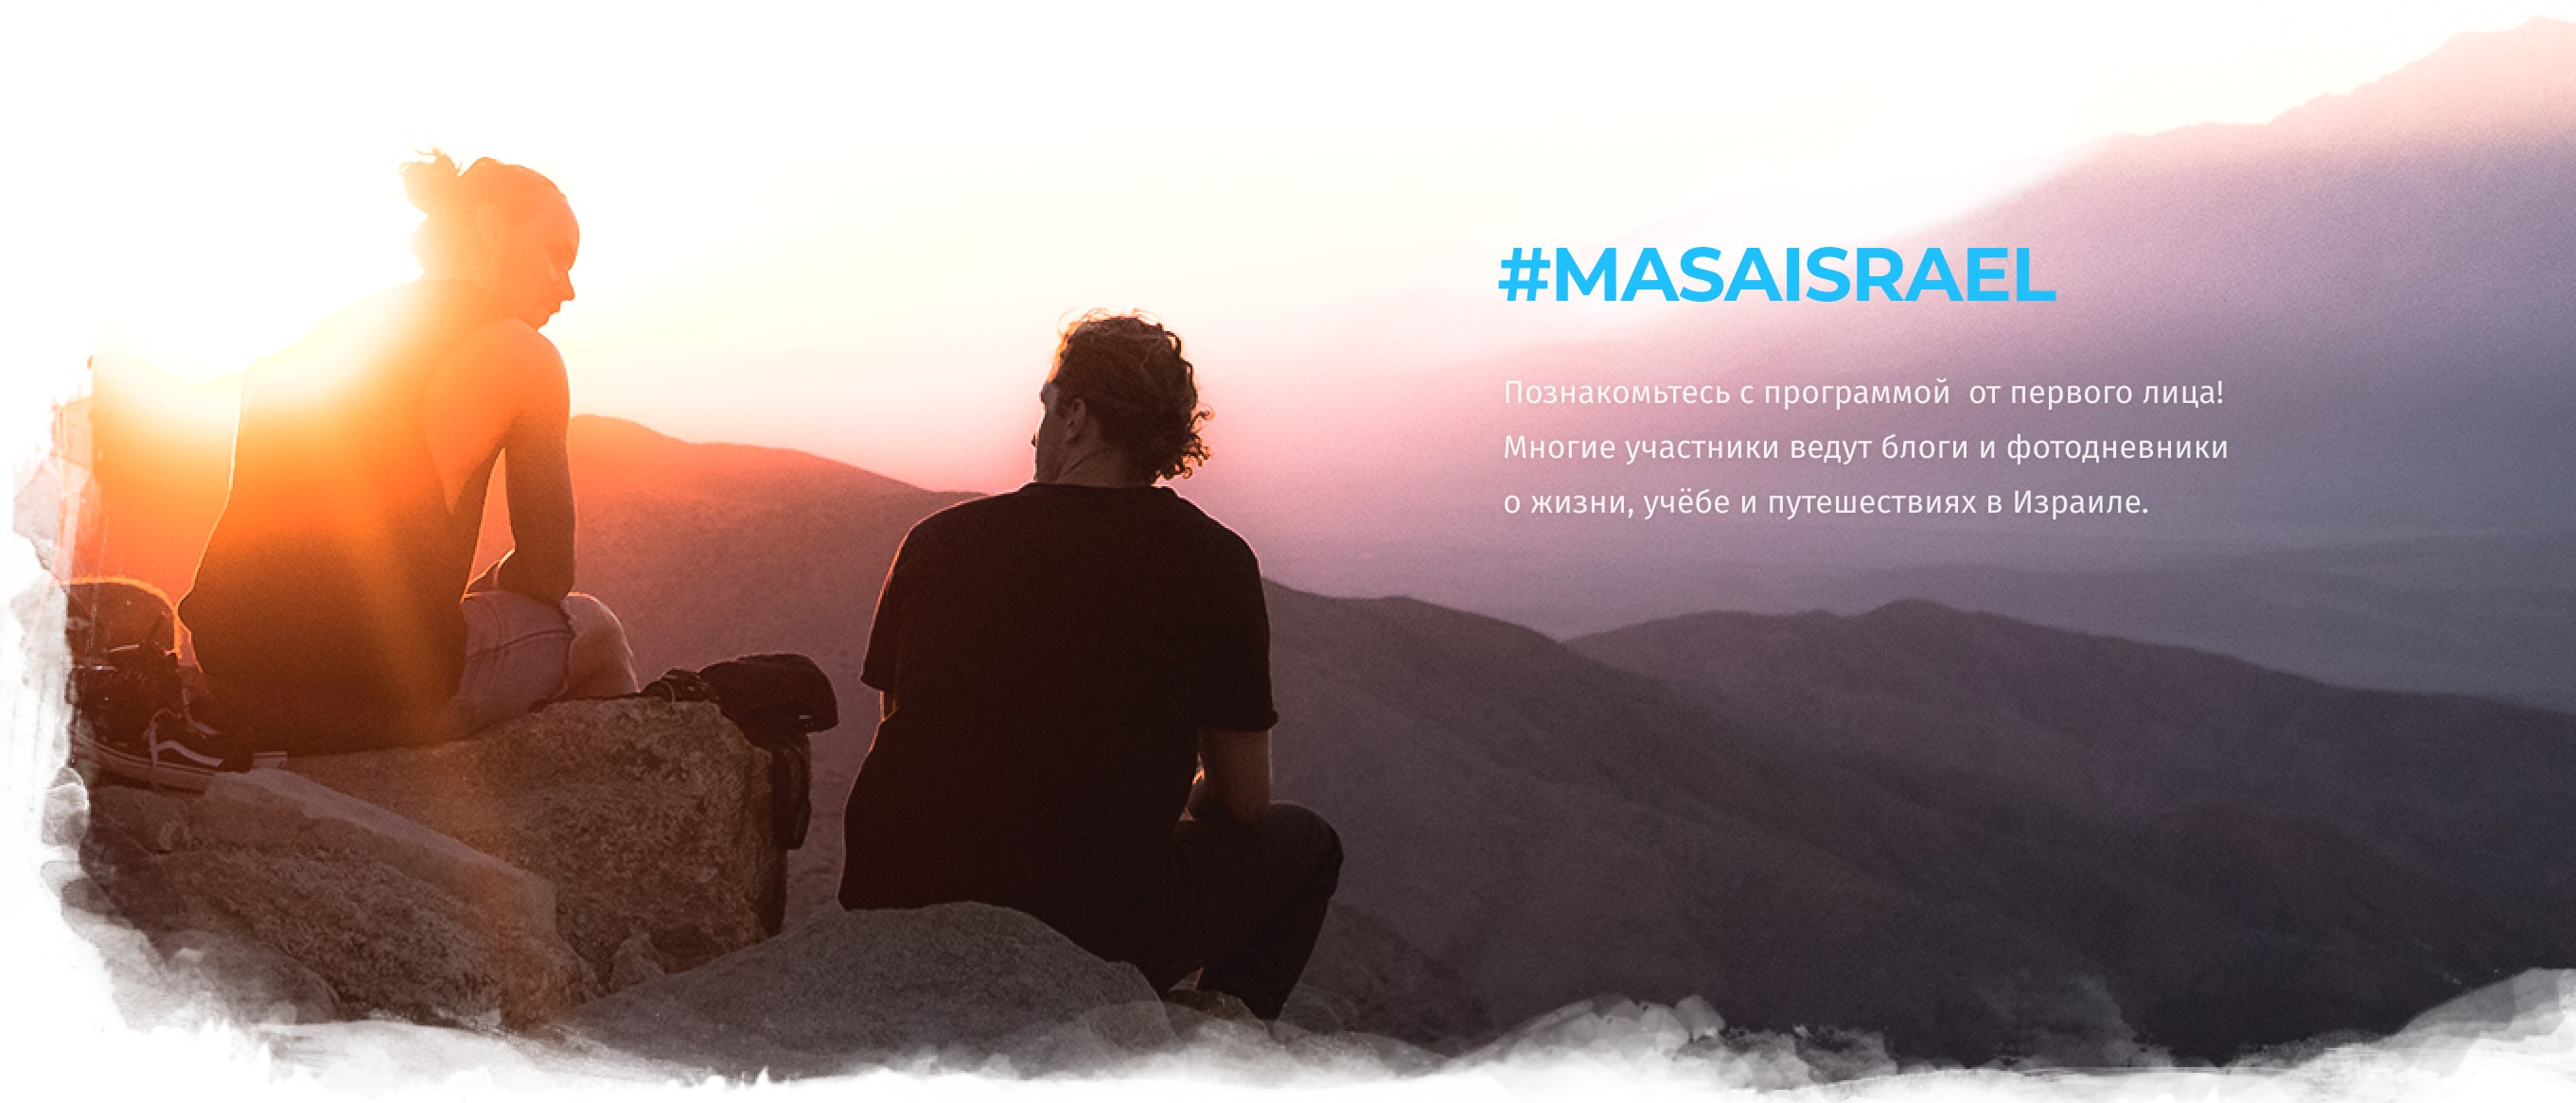 #MASAISRAEL
Познакомьтесь с программой  от первого лица!
Многие участники ведут блоги и фотодневники
о жизни, учёбе и путешествиях в Израиле.